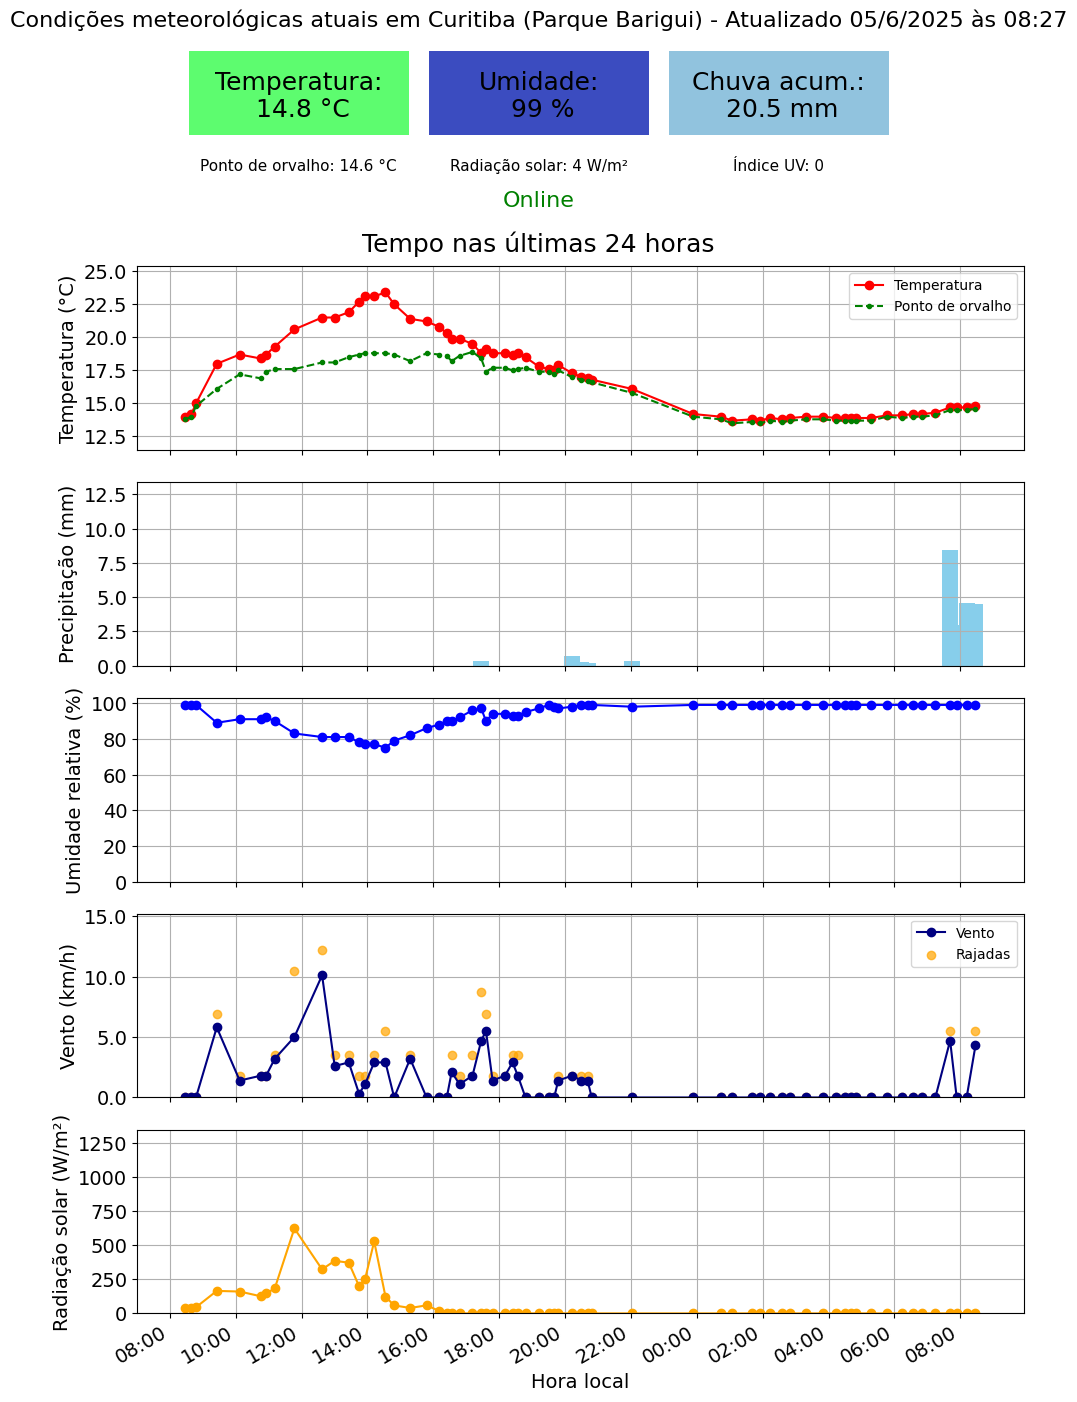 Condições meteorológicas atuais em Curitiba (Parque Barigui) - Atualizado 05/6/2025 às 08:27
Temperatura:
14.8 °C
Umidade:
99 %
Chuva acum.:
20.5 mm
Ponto de orvalho: 14.6 °C
Radiação solar: 4 W/m²
Índice UV: 0
Online
Tempo nas últimas 24 horas
Temperatura (°C)
25.0
22.5
20.0
17.5
15.0
12.5
Temperatura
Ponto de orvalho
Precipitação (mm)
12.5
10.0
7.5
5.0
2.5
0.0
Umidade relativa (%)
100
80
60
40
20
0
Vento (km/h)
15.0
10.0
5.0
0.0
Vento
Rajadas
Radiação solar (W/m²)
1250
1000
750
500
250
0
08:00
10:00
12:00
14:00
16:00
18:00
20:00
22:00
00:00
02:00
04:00
06:00
08:00
Hora local